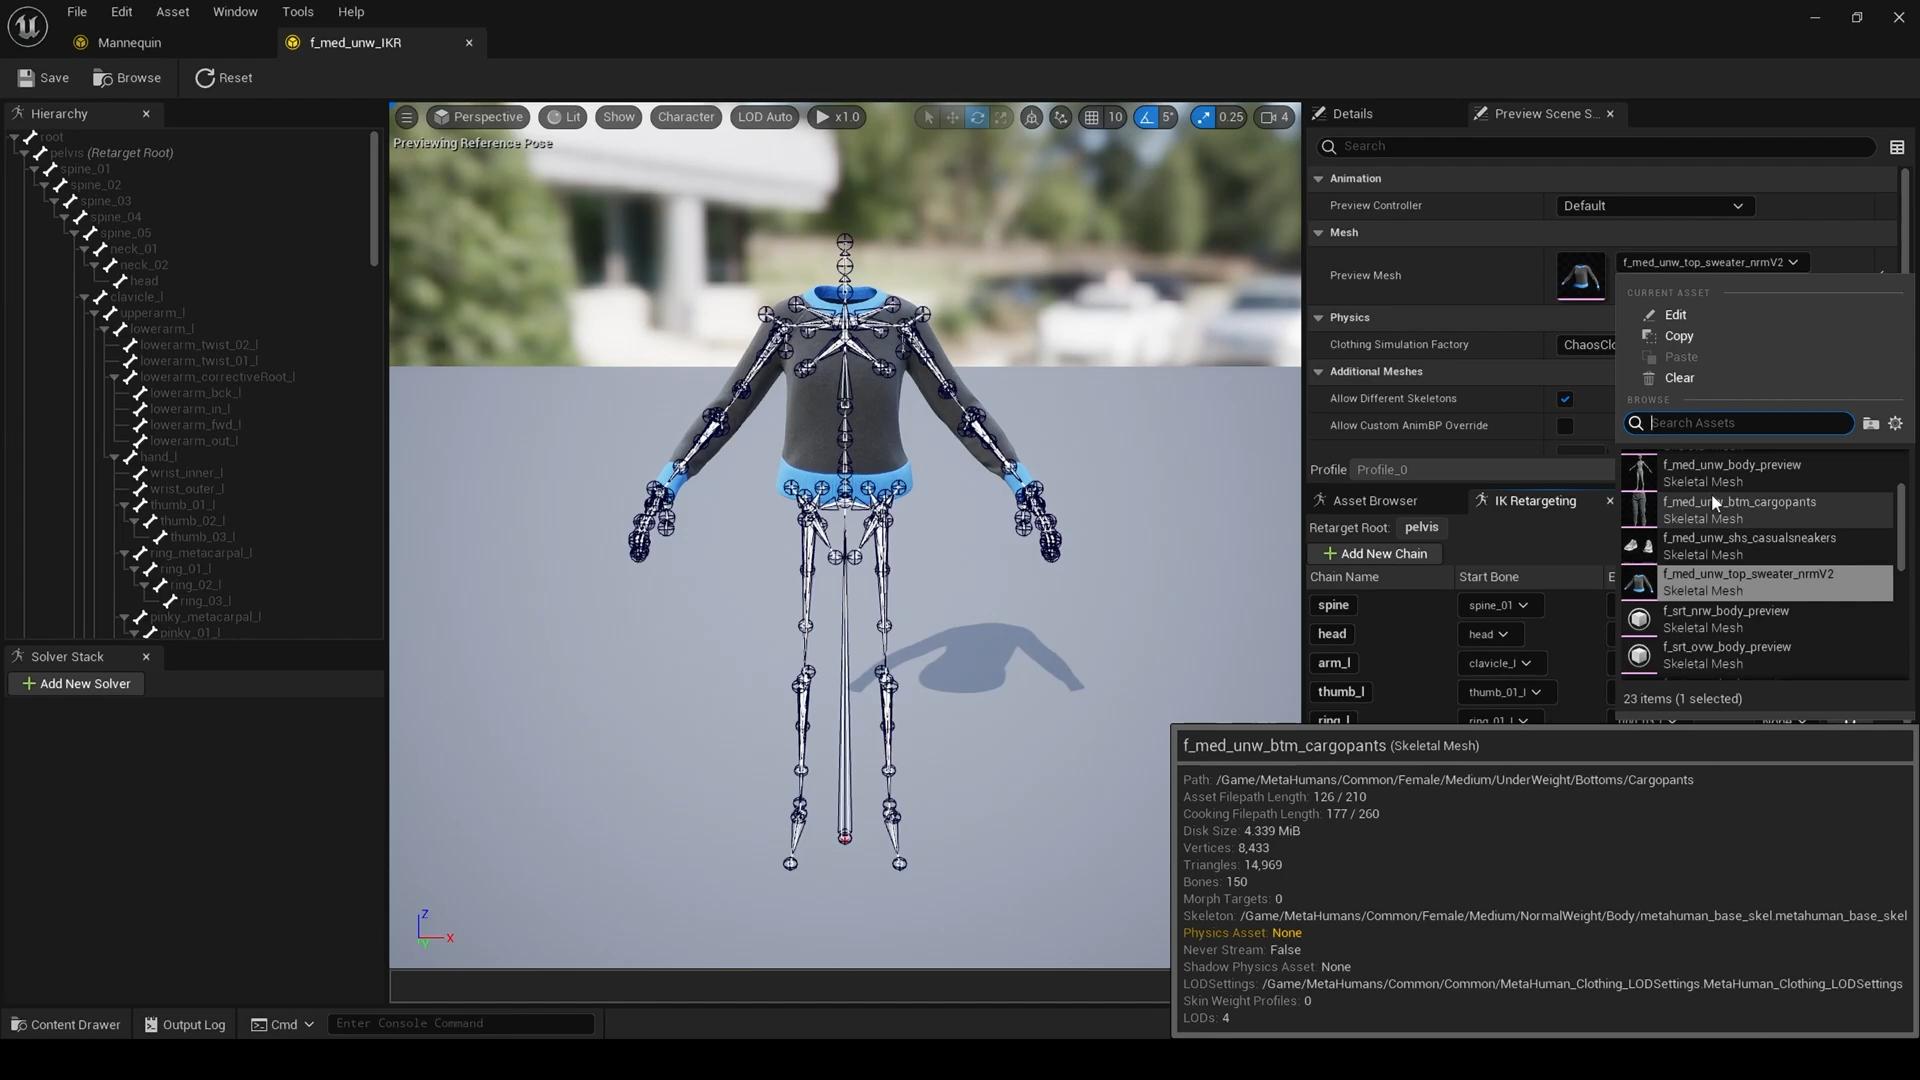 File Edit Asset Window Tools Help
Mannequin
f_med_unw_IKR
Save Browse Reset
Hierarchy
root
pelvis (Retarget Root)
spine_01
spine_02
spine_03
spine_04
spine_05
neck_01
neck_02
head
clavicle_l
upperarm_l
lowerarm_l
lowerarm_twist_02_l
lowerarm_twist_01_l
lowerarm_correctiveRoot_l
lowerarm_bck_l
lowerarm_in_l
lowerarm_fwd_l
lowerarm_out_l
hand_l
wrist_inner_l
wrist_outer_l
thumb_01_l
thumb_02_l
thumb_03_l
ring_metacarpal_l
ring_01_l
ring_02_l
ring_03_l
pinky_metacarpal_l
pinky_01_l
Solver Stack
Add New Solver
Perspective Lit Show Character LOD Auto x1.0 10 5° 0.25 4
Previewing Reference Pose
Z
Y
X
Details
Preview Scene S...
Search
Animation
Preview Controller Default
Mesh
Preview Mesh f_med_unw_top_sweater_nrmV2
Physics
Clothing Simulation Factory ChaosClo
Additional Meshes
Allow Different Skeletons
Allow Custom AnimBP Override
Profile Profile_0
Asset Browser IK Retargeting
Retarget Root: pelvis
Add New Chain
Chain Name Start Bone E
spine spine_01
head head
arm_l clavicle_l
thumb_l thumb_01_l
ring_l ring_01_l
CURRENT ASSET
Edit
Copy
Paste
Clear
BROWSE
Search Assets
f_med_unw_body_preview
Skeletal Mesh
f_med_unw_btm_cargopants
Skeletal Mesh
f_med_unw_shs_casualsneakers
Skeletal Mesh
f_med_unw_top_sweater_nrmV2
Skeletal Mesh
f_srt_nrw_body_preview
Skeletal Mesh
f_srt_ovw_body_preview
Skeletal Mesh
23 items (1 selected)
f_med_unw_btm_cargopants (Skeletal Mesh)
Path: /Game/MetaHumans/Common/Female/Medium/UnderWeight/Bottoms/Cargopants
Asset Filepath Length: 126 / 210
Cooking Filepath Length: 177 / 260
Disk Size: 4.339 MiB
Vertices: 8,433
Triangles: 14,969
Bones: 150
Morph Targets: 0
Skeleton: /Game/MetaHumans/Common/Female/Medium/NormalWeight/Body/metahuman_base_skel.metahuman_base_skel
Physics Asset: None
Never Stream: False
Shadow Physics Asset: None
LODSettings: /Game/MetaHumans/Common/Common/MetaHuman_Clothing_LODSettings.MetaHuman_Clothing_LODSettings
Skin Weight Profiles: 0
LODs: 4
Content Drawer Output Log Cmd Enter Console Command